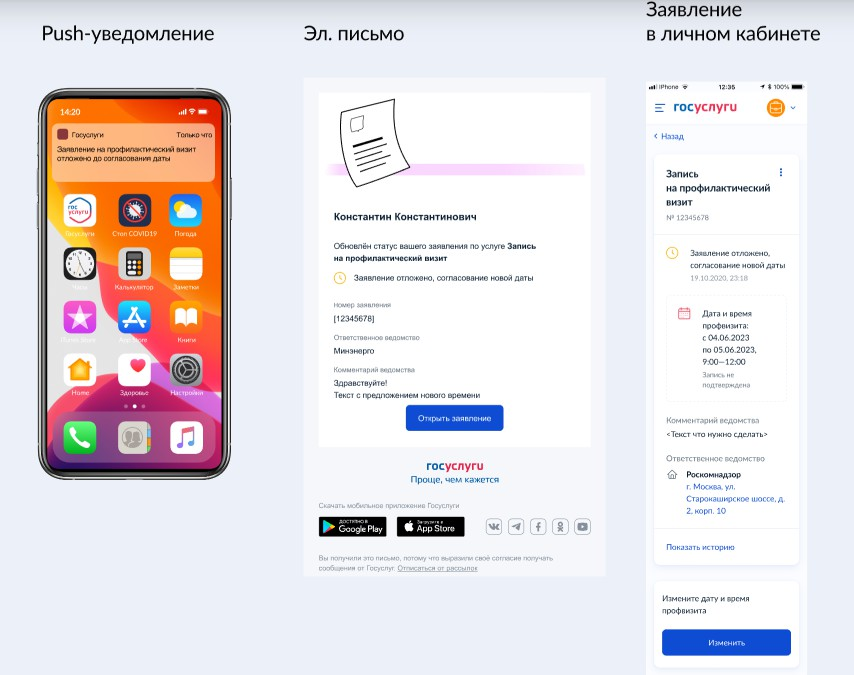 Push-уведомление
14:20
Госуслуги
Только что
Заявление на профилактический визит
отложено до согласования даты
гос
услуги
Госуслуги
Стоп COVID19
Погода
Часы
Калькулятор
Заметки
iTunes Store
App Store
Книги
Home
Здоровье
Настройки
Эл. письмо
Константин Константинович
Обновлён статус вашего заявления по услуге Запись
на профилактический визит
Заявление отложено, согласование новой даты
Номер заявления
[12345678]
Ответственное ведомство
Минэнерго
Комментарий ведомства
Здравствуйте!
Текст с предложением нового времени
Открыть заявление
госуслуги
Проще, чем кажется
Скачать мобильное приложение Госуслуги
ДОСТУПНО В
Google Play
Загрузите в
App Store
Вы получили это письмо, потому что выразили своё согласие получать
сообщения от Госуслуг. Отписаться от рассылок
Заявление
в личном кабинете
iPhone
12:35
100%
госуслуги
Назад
Запись
на профилактический
визит
№ 12345678
Заявление отложено,
согласование новой даты
19.10.2020, 23:18
Дата и время
профвизита:
с 04.06.2023
по 05.06.2023,
9:00—12:00
Запись не
подтверждена
Комментарий ведомства
<Текст что нужно сделать>
Ответственное ведомство
Роскомнадзор
г. Москва, ул.
Старокаширское шоссе, д.
2, корп. 10
Показать историю
Измените дату и время
профвизита
Изменить